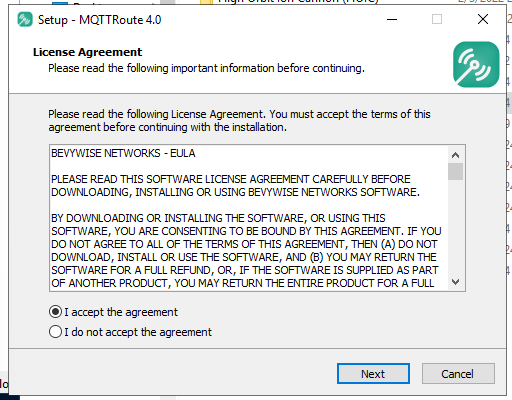 High Orbit Ion Cannon (HOIC)
Setup - MQTTRoute 4.0
License Agreement
Please read the following important information before continuing.
Please read the following License Agreement. You must accept the terms of this
agreement before continuing with the installation.
BEVYWISE NETWORKS - EULA
PLEASE READ THIS SOFTWARE LICENSE AGREEMENT CAREFULLY BEFORE
DOWNLOADING, INSTALLING OR USING BEVYWISE NETWORKS SOFTWARE.
BY DOWNLOADING OR INSTALLING THE SOFTWARE, OR USING THIS
SOFTWARE, YOU ARE CONSENTING TO BE BOUND BY THIS AGREEMENT. IF YOU
DO NOT AGREE TO ALL OF THE TERMS OF THIS AGREEMENT, THEN (A) DO NOT
DOWNLOAD, INSTALL OR USE THE SOFTWARE, AND (B) YOU MAY RETURN THE
SOFTWARE FOR A FULL REFUND, OR, IF THE SOFTWARE IS SUPPLIED AS PART
OF ANOTHER PRODUCT, YOU MAY RETURN THE ENTIRE PRODUCT FOR A FULL
I accept the agreement
I do not accept the agreement
Next
Cancel